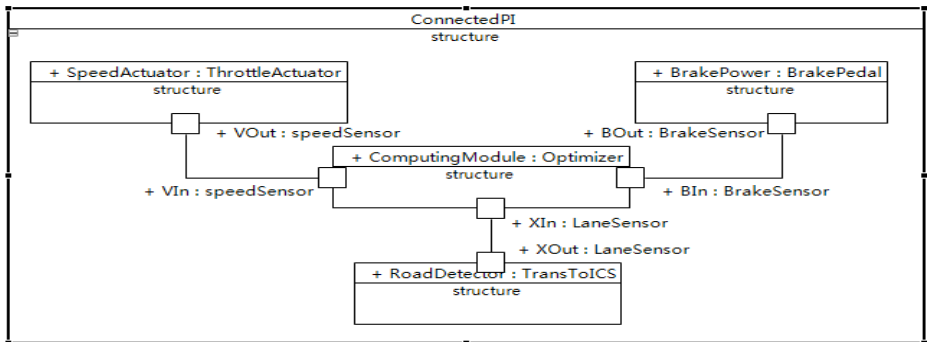 ConnectedPI
structure
+ SpeedActuator : ThrottleActuator
structure
+ BrakePower : BrakePedal
structure
+ VOut : speedSensor
+ BOut : BrakeSensor
+ ComputingModule : Optimizer
structure
+ VIn : speedSensor
+ BIn : BrakeSensor
+ XIn : LaneSensor
+ XOut : LaneSensor
+ RoadDetector : TransToICS
structure